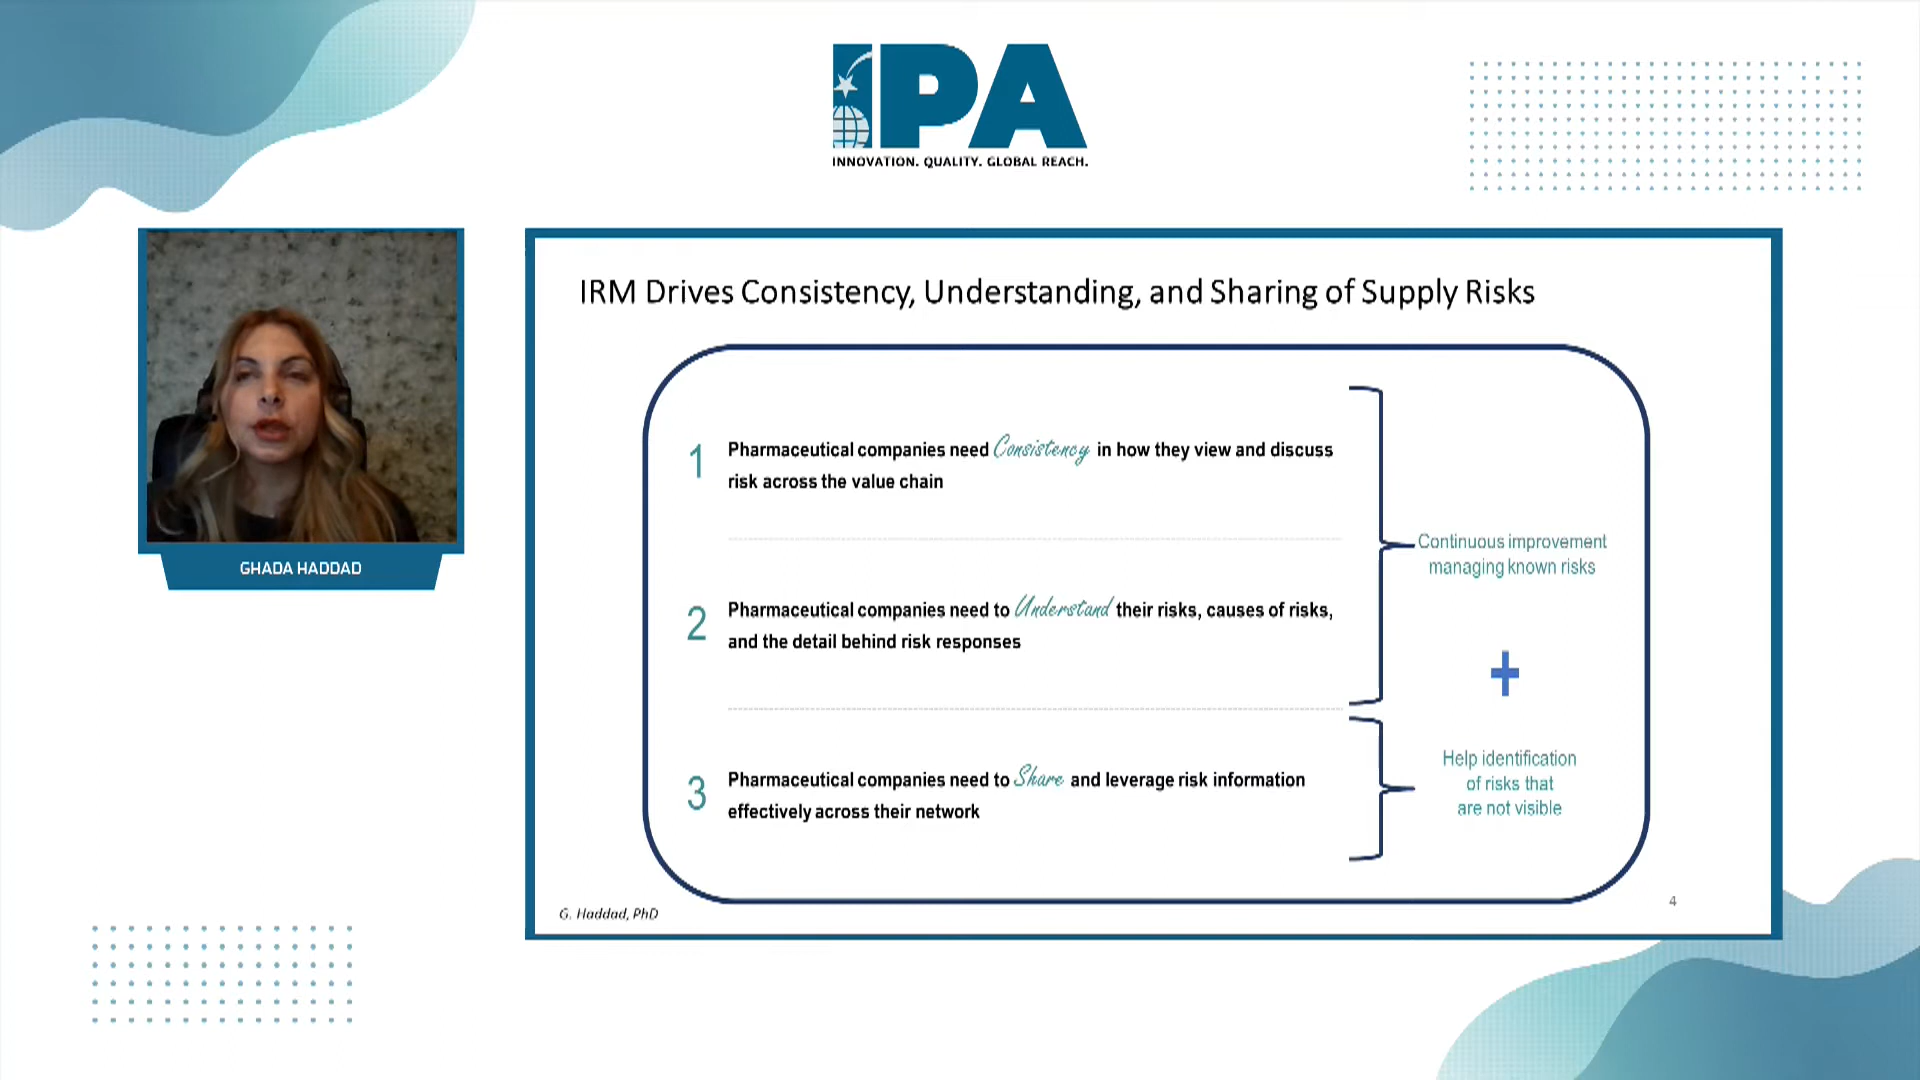 IPA
INNOVATION. QUALITY. GLOBAL REACH.
GHADA HADDAD
IRM Drives Consistency, Understanding, and Sharing of Supply Risks
1
Pharmaceutical companies need Consistency in how they view and discuss
risk across the value chain
2
Pharmaceutical companies need to Understand their risks, causes of risks,
and the detail behind risk responses
3
Pharmaceutical companies need to Share and leverage risk information
effectively across their network
Continuous improvement
managing known risks
+
Help identification
of risks that
are not visible
G. Haddad, PhD
4